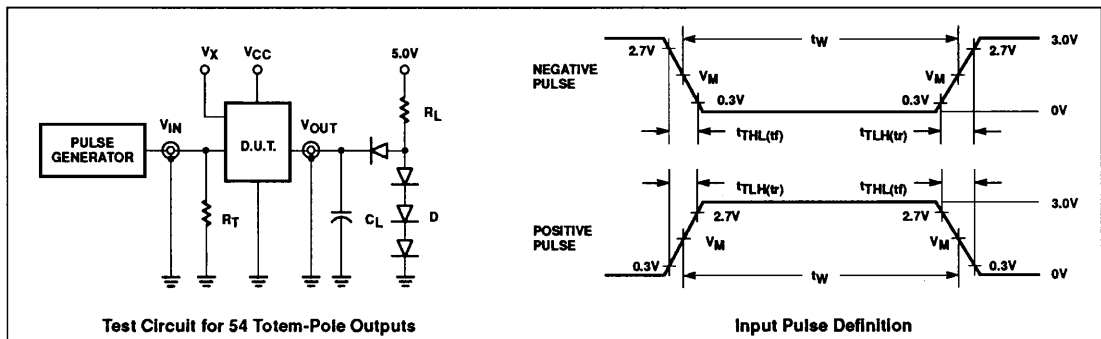 VX
VCC
5.0V
RL
VIN
VOUT
PULSE
GENERATOR
D.U.T.
RT
CL
D
Test Circuit for 54 Totem-Pole Outputs
NEGATIVE
PULSE
2.7V
tW
2.7V
3.0V
VM
VM
0.3V
0.3V
0V
tTHL(tf)
tTLH(tr)
tTLH(tr)
tTHL(tf)
POSITIVE
PULSE
2.7V
2.7V
3.0V
VM
VM
0.3V
tW
0.3V
0V
Input Pulse Definition